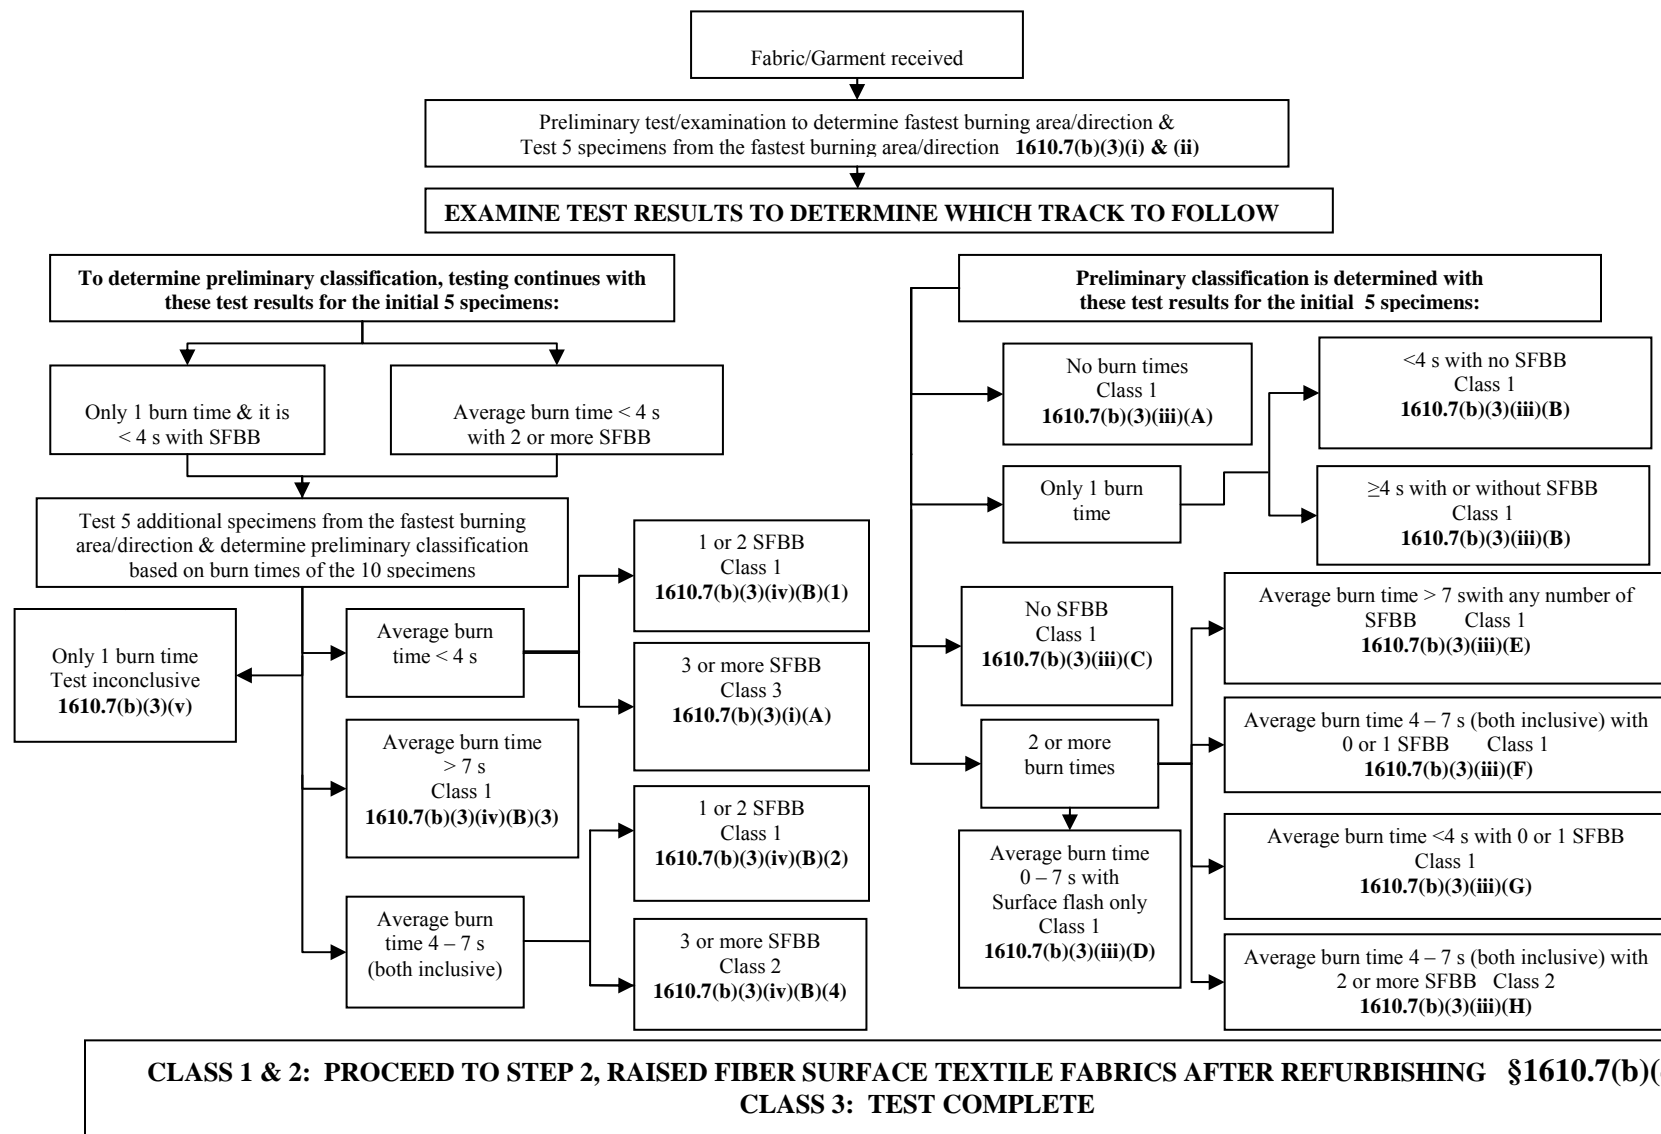 Fabric/Garment received
Preliminary test/examination to determine fastest burning area/direction &
Test 5 specimens from the fastest burning area/direction 1610.7(b)(3)(i) & (ii)
EXAMINE TEST RESULTS TO DETERMINE WHICH TRACK TO FOLLOW
To determine preliminary classification, testing continues with
these test results for the initial 5 specimens:
Only 1 burn time & it is
< 4 s with SFBB
Average burn time < 4 s
with 2 or more SFBB
Test 5 additional specimens from the fastest burning
area/direction & determine preliminary classification
based on burn times of the 10 specimens
Only 1 burn time
Test inconclusive
1610.7(b)(3)(v)
Average burn
time < 4 s
1 or 2 SFBB
Class 1
1610.7(b)(3)(iv)(B)(1)
3 or more SFBB
Class 3
1610.7(b)(3)(i)(A)
Average burn time
> 7 s
Class 1
1610.7(b)(3)(iv)(B)(3)
Average burn
time 4 – 7 s
(both inclusive)
1 or 2 SFBB
Class 1
1610.7(b)(3)(iv)(B)(2)
3 or more SFBB
Class 2
1610.7(b)(3)(iv)(B)(4)
Preliminary classification is determined with
these test results for the initial 5 specimens:
No burn times
Class 1
1610.7(b)(3)(iii)(A)
Only 1 burn
time
<4 s with no SFBB
Class 1
1610.7(b)(3)(iii)(B)
≥4 s with or without SFBB
Class 1
1610.7(b)(3)(iii)(B)
No SFBB
Class 1
1610.7(b)(3)(iii)(C)
2 or more
burn times
Average burn time
0 – 7 s with
Surface flash only
Class 1
1610.7(b)(3)(iii)(D)
Average burn time > 7 swith any number of
SFBB Class 1
1610.7(b)(3)(iii)(E)
Average burn time 4 – 7 s (both inclusive) with
0 or 1 SFBB Class 1
1610.7(b)(3)(iii)(F)
Average burn time <4 s with 0 or 1 SFBB
Class 1
1610.7(b)(3)(iii)(G)
Average burn time 4 – 7 s (both inclusive) with
2 or more SFBB Class 2
1610.7(b)(3)(iii)(H)
CLASS 1 & 2: PROCEED TO STEP 2, RAISED FIBER SURFACE TEXTILE FABRICS AFTER REFURBISHING §1610.7(b)(
CLASS 3: TEST COMPLETE